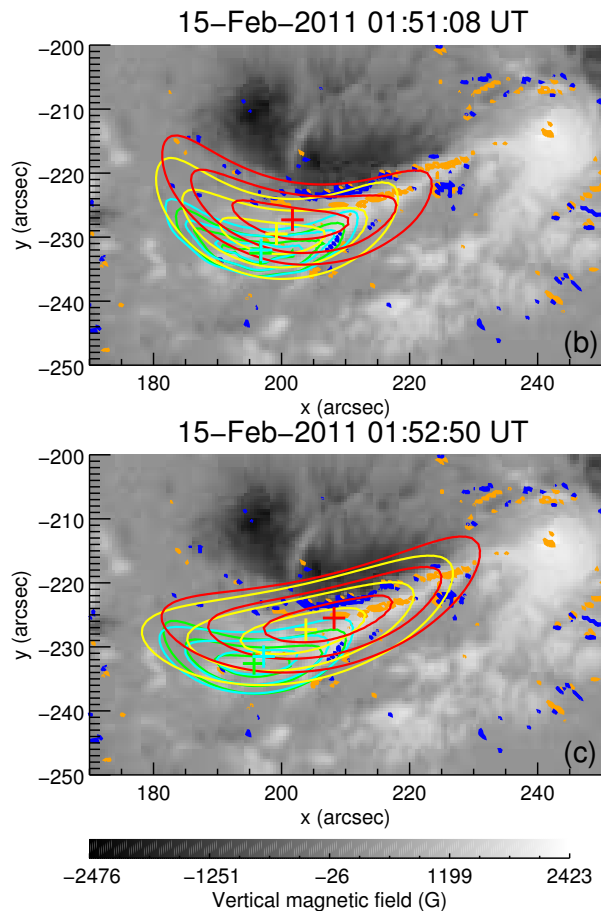 15−Feb−2011 01:51:08 UT
−200
−210
−220
−230
−240
−250
y (arcsec)
(b)
180 200 220 240
x (arcsec)
15−Feb−2011 01:52:50 UT
−200
−210
−220
−230
−240
−250
y (arcsec)
(c)
180 200 220 240
x (arcsec)
−2476 −1251 −26 1199 2423
Vertical magnetic field (G)